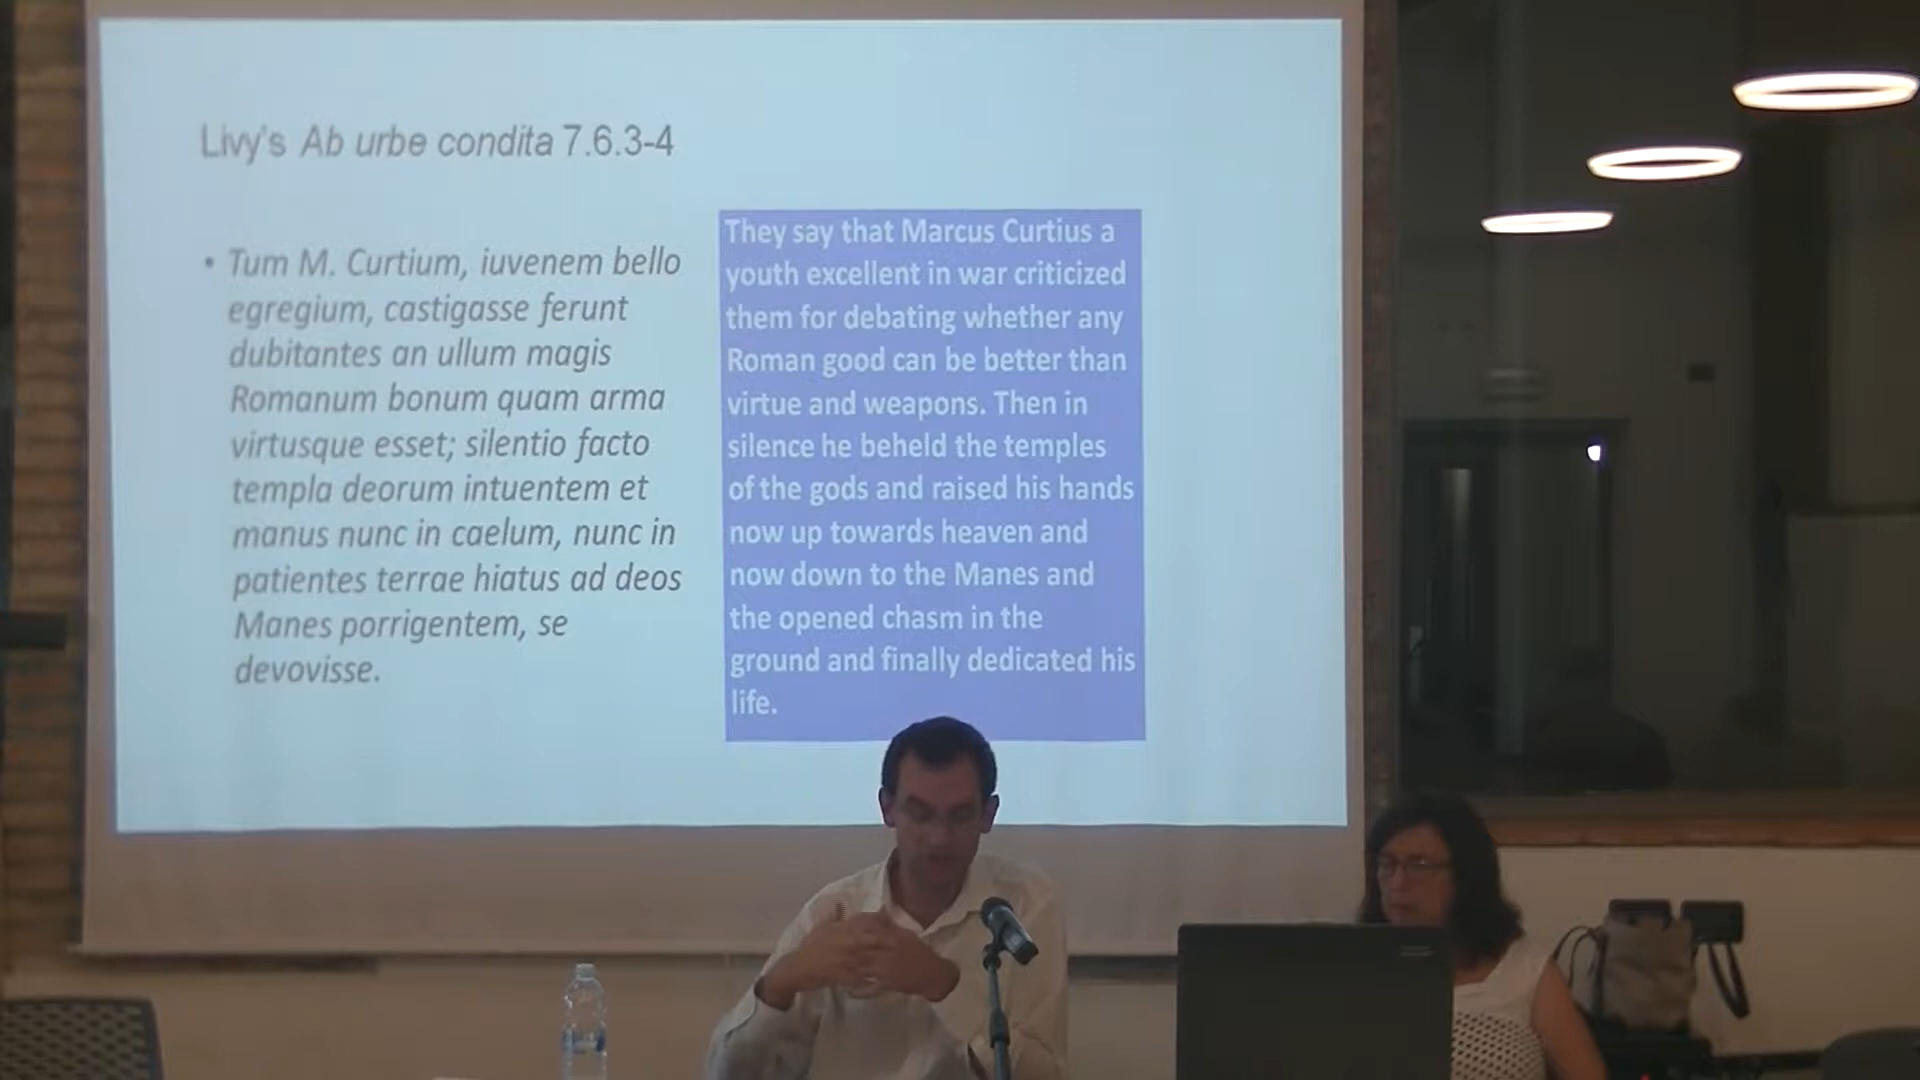 Livy's Ab urbe condita 7.6.3-4
• Tum M. Curtium, iuvenem bello
egregium, castigasse ferunt
dubitantes an ullum magis
Romanum bonum quam arma
virtusque esset; silentio facto
templa deorum intuentem et
manus nunc in caelum, nunc in
patientes terrae hiatus ad deos
Manes porrigentem, se
devovisse.
They say that Marcus Curtius a
youth excellent in war criticized
them for debating whether any
Roman good can be better than
virtue and weapons. Then in
silence he beheld the temples
of the gods and raised his hands
now up towards heaven and
now down to the Manes and
the opened chasm in the
ground and finally dedicated his
life.